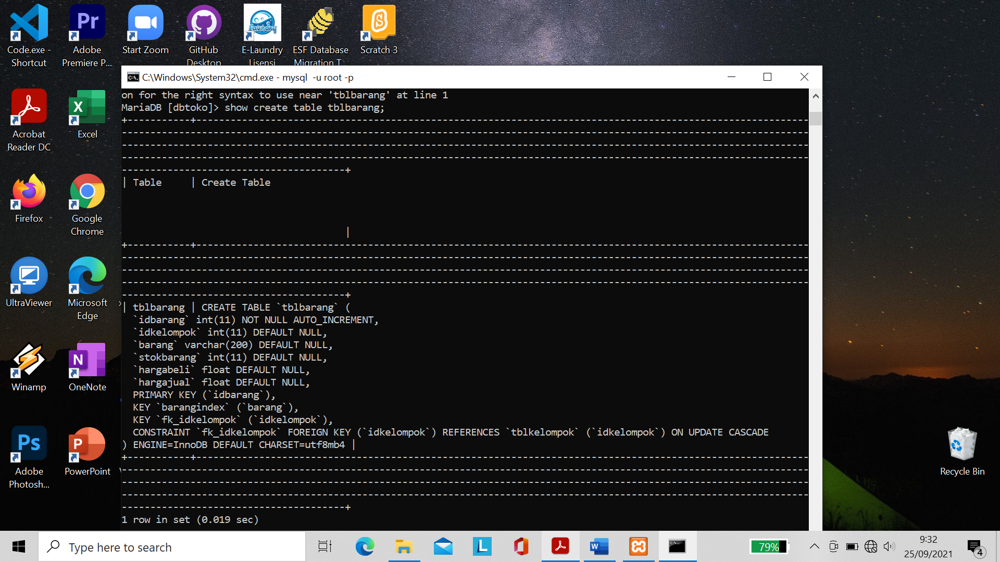 Code.exe -
Shortcut
Adobe
Premiere P...
Start Zoom
GitHub
Desktop
E-Laundry
Lisensi
ESF Database
Migration T...
Scratch 3
Acrobat
Reader DC
Excel
Firefox
Google
Chrome
UltraViewer
Microsoft
Edge
Winamp
OneNote
Adobe
Photosh...
PowerPoint
Recycle Bin
C:\Windows\System32\cmd.exe - mysql  -u root -p
on for the right syntax to use near 'tblbarang' at line 1
MariaDB [dbtoko]> show create table tblbarang;
| Table     | Create Table
|
| tblbarang | CREATE TABLE `tblbarang` (
  `idbarang` int(11) NOT NULL AUTO_INCREMENT,
  `idkelompok` int(11) DEFAULT NULL,
  `barang` varchar(200) DEFAULT NULL,
  `stokbarang` int(11) DEFAULT NULL,
  `hargabeli` float DEFAULT NULL,
  `hargajual` float DEFAULT NULL,
  PRIMARY KEY (`idbarang`),
  KEY `barangindex` (`barang`),
  KEY `fk_idkelompok` (`idkelompok`),
  CONSTRAINT `fk_idkelompok` FOREIGN KEY (`idkelompok`) REFERENCES `tblkelompok` (`idkelompok`) ON UPDATE CASCADE
) ENGINE=InnoDB DEFAULT CHARSET=utf8mb4 |
1 row in set (0.019 sec)
Type here to search
79%
9:32
25/09/2021
4